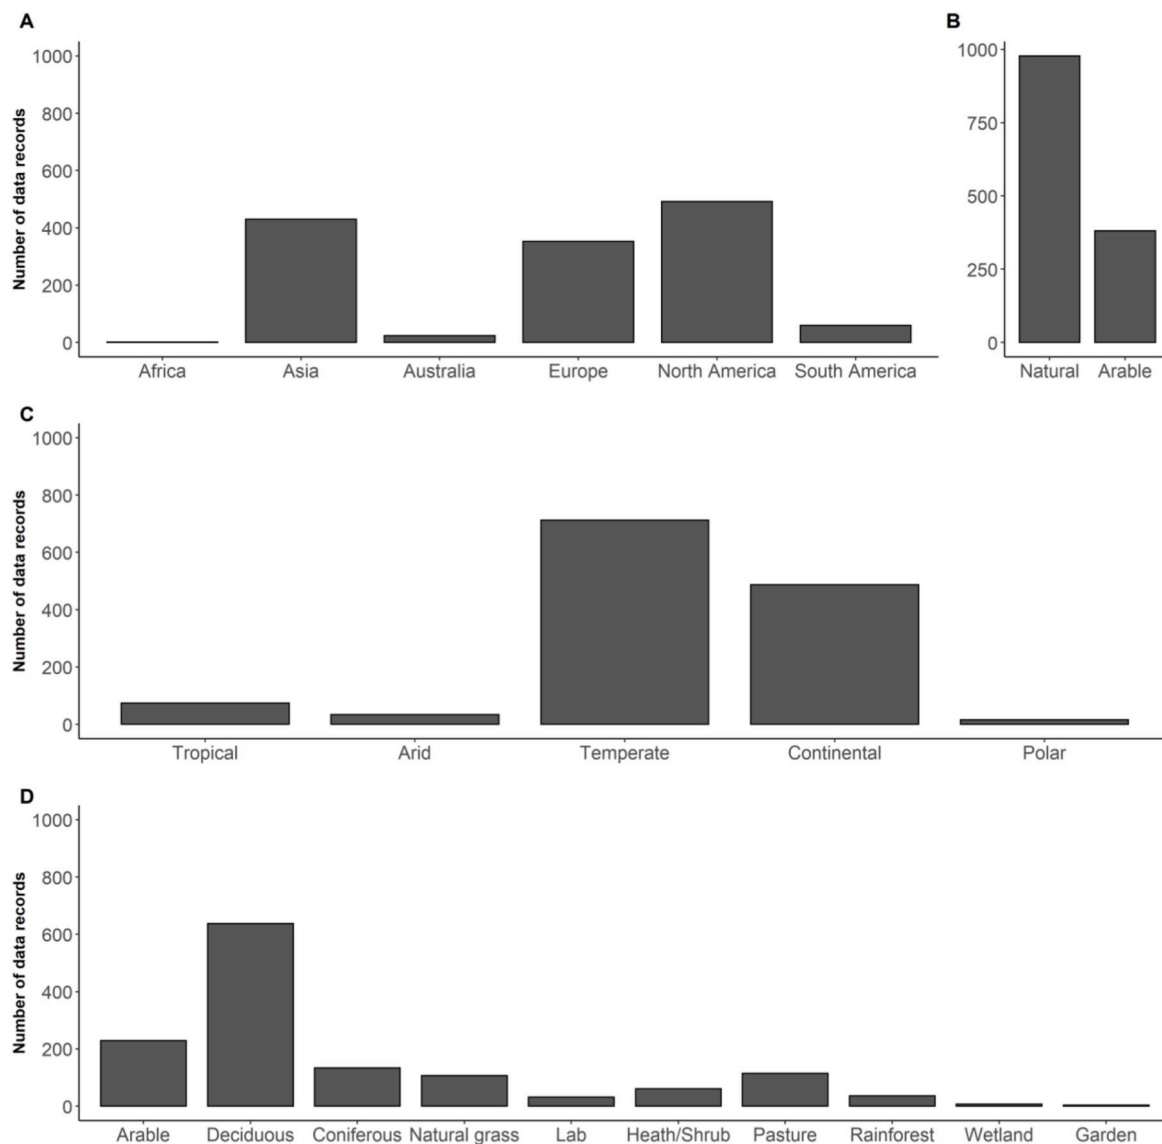 A
Number of data records
1000
800
600
400
200
0
Africa Asia Australia Europe North America South America
B
1000
750
500
250
0
Natural Arable
C
Number of data records
1000
800
600
400
200
0
Tropical Arid Temperate Continental Polar
D
Number of data records
1000
800
600
400
200
0
Arable Deciduous Coniferous Natural grass Lab Heath/Shrub Pasture Rainforest Wetland Garden